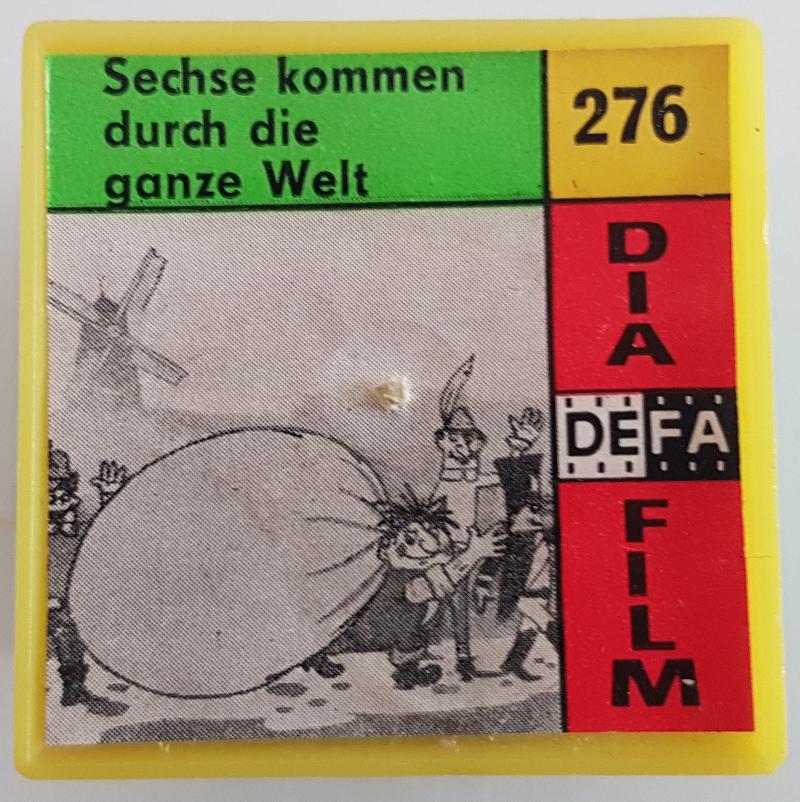 Sechse kommen
durch die
ganze Welt
276
DIA
DEFA
FILM